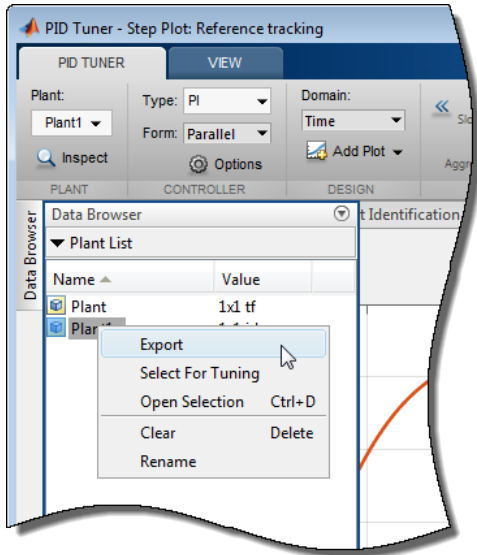 PID Tuner - Step Plot: Reference tracking
PID TUNER VIEW
Plant: Type: PI Domain:
Plant1 Form: Parallel Time
Inspect Options Add Plot
PLANT CONTROLLER DESIGN
Data Browser
Data Browser
Plant List
Name Value
Plant 1x1 tf
Export
Select For Tuning
Open Selection Ctrl+D
Clear Delete
Rename